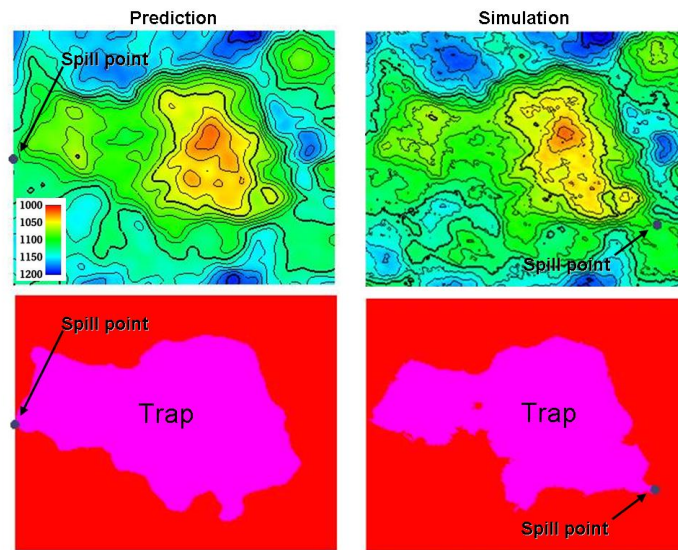 Prediction
Simulation
Spill point
1000
1050
1100
1150
1200
Spill point
Spill point
Trap
Trap
Spill point